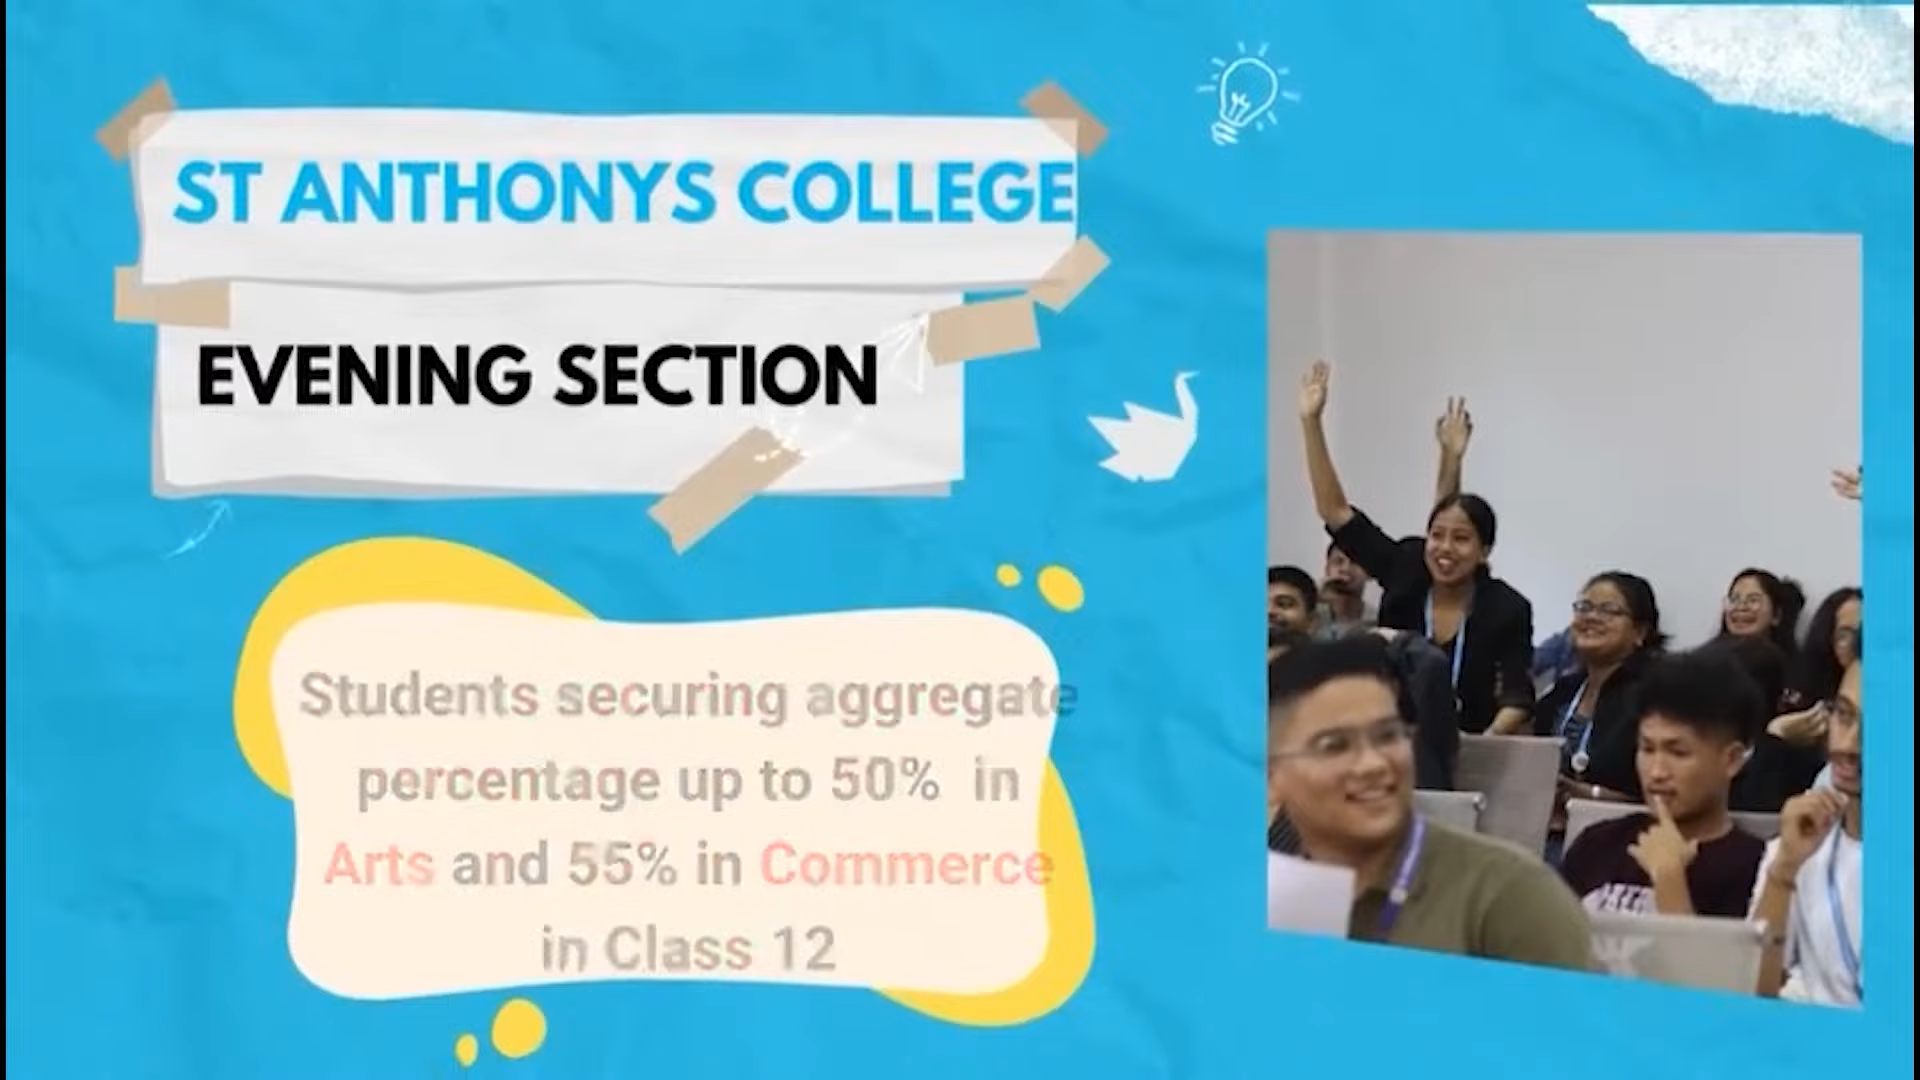 ST ANTHONYS COLLEGE
EVENING SECTION
Students securing aggregate
percentage up to 50% in
Arts and 55% in Commerce
in Class 12